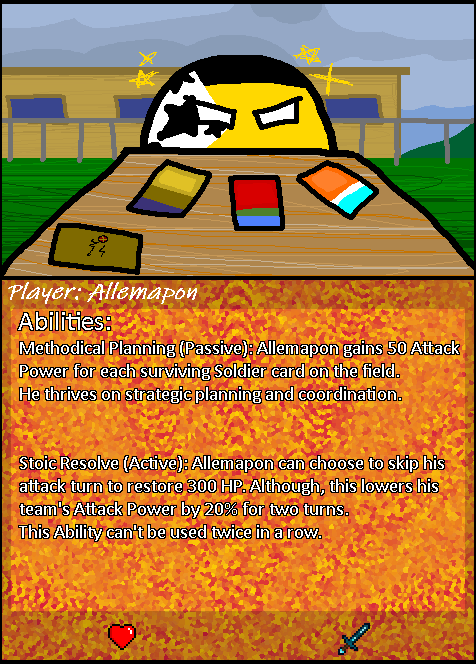 Player: Allemapon
Abilities:
Methodical Planning (Passive): Allemapon gains 50 Attack
Power for each surviving Soldier card on the field.
He thrives on strategic planning and coordination.
Stoic Resolve (Active): Allemapon can choose to skip his
attack turn to restore 300 HP. Although, this lowers his
team's Attack Power by 20% for two turns.
This Ability can't be used twice in a row.